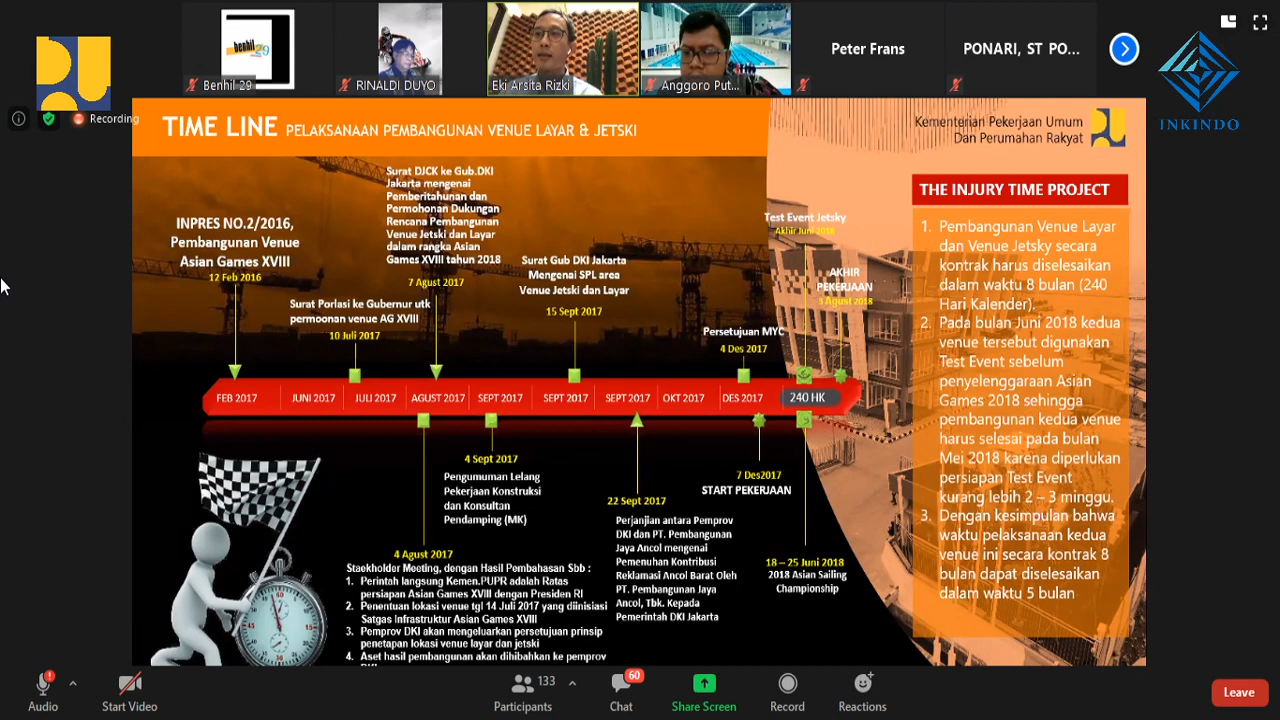 benhil
29
Benhil 29
RINALDI DUYO
Eki Arsita Rizki
Anggoro Put...
Peter Frans
PONARI, ST PO...
INKINDO
Recording
TIME LINE PELAKSANAAN PEMBANGUNAN VENUE LAYAR & JETSKI
Kementerian Pekerjaan Umum
Dan Perumahan Rakyat
INPRES NO.2/2016,
Pembangunan Venue
Asian Games XVIII
12 Feb 2016
Surat Porlasi ke Gubernur utk
permoonan venue AG XVIII
10 Juli 2017
Surat DJCK ke Gub.DKI
Jakarta mengenai
Pemberitahunan dan
Permohonan Dukungan
Rencana Pembangunan
Venue Jetski dan Layar
dalam rangka Asian
Games XVIII tahun 2018
7 Agust 2017
Surat Gub DKI Jakarta
Mengenai SPL area
Venue Jetski dan Layar
15 Sept 2017
Persetujuan MYC
4 Des 2017
Test Event Jetsky
Akhir Juni 2018
AKHIR
PEKERJAAN
3 Agust 2018
FEB 2017
JUNI 2017
JULI 2017
AGUST 2017
SEPT 2017
SEPT 2017
SEPT 2017
OKT 2017
DES 2017
240 HK
4 Agust 2017
Staekholder Meeting, dengan Hasil Pembahasan Sbb :
1. Perintah langsung Kemen.PUPR adalah Ratas
persiapan Asian Games XVIII dengan Presiden RI
2. Penentuan lokasi venue tgl 14 Juli 2017 yang diinisiasi
Satgas Infrastruktur Asian Games XVIII
3. Pemprov DKI akan mengeluarkan persetujuan prinsip
penetapan lokasi venue layar dan jetski
4. Aset hasil pembangunan akan dihibahkan ke pemprov
4 Sept 2017
Pengumuman Lelang
Pekerjaan Konstruksi
dan Konsultan
Pendamping (MK)
22 Sept 2017
Perjanjian antara Pemprov
DKI dan PT. Pembangunan
Jaya Ancol mengenai
Pemenuhan Kontribusi
Reklamasi Ancol Barat Oleh
PT. Pembangunan Jaya
Ancol, Tbk. Kepada
Pemerintah DKI Jakarta
7 Des2017
START PEKERJAAN
18 – 25 Juni 2018
2018 Asian Sailing
Championship
THE INJURY TIME PROJECT
1. Pembangunan Venue Layar
dan Venue Jetsky secara
kontrak harus diselesaikan
dalam waktu 8 bulan (240
Hari Kalender).
2. Pada bulan Juni 2018 kedua
venue tersebut digunakan
Test Event sebelum
penyelenggaraan Asian
Games 2018 sehingga
pembangunan kedua venue
harus selesai pada bulan
Mei 2018 karena diperlukan
persiapan Test Event
kurang lebih 2 – 3 minggu.
3. Dengan kesimpulan bahwa
waktu pelaksanaan kedua
venue ini secara kontrak 8
bulan dapat diselesaikan
dalam waktu 5 bulan
60
45
15
30
Audio
Start Video
133
Participants
60
Chat
Share Screen
Record
Reactions
Leave